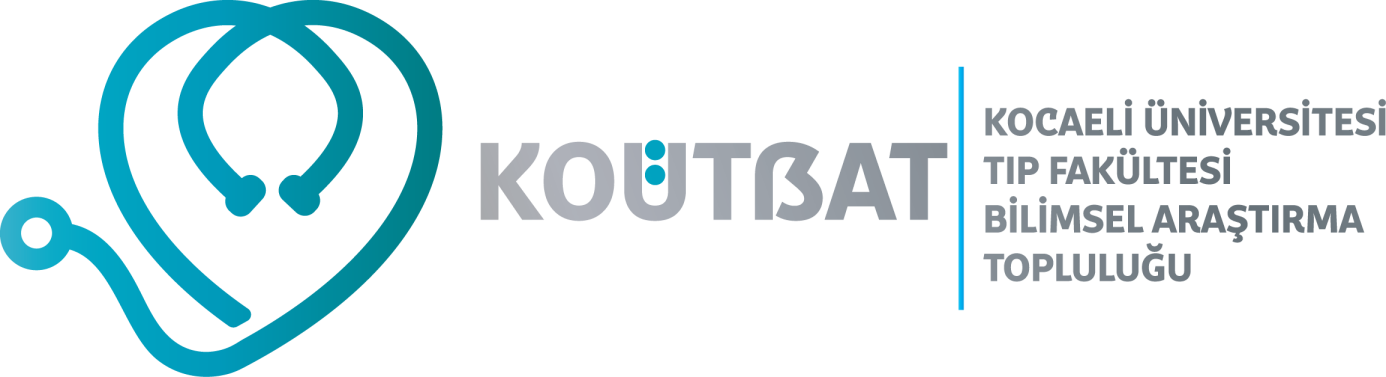 KOÜTBAT
KOCAELİ ÜNİVERSİTESİ
TIP FAKÜLTESİ
BİLİMSEL ARAŞTIRMA
TOPLULUĞU